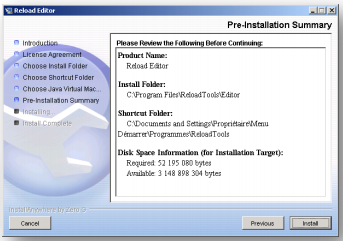 Reload Editor
Pre-Installation Summary
Introduction
License Agreement
Choose Install Folder
Choose Shortcut Folder
Choose Java Virtual Mac...
Pre-Installation Summary
Installing...
Install Complete
Please Review the Following Before Continuing:
Product Name:
Reload Editor
Install Folder:
C:\Program Files\ReloadTools\Editor
Shortcut Folder:
C:\Documents and Settings\Propriétaire\Menu
Démarrer\Programmes\ReloadTools
Disk Space Information (for Installation Target):
Required: 52 195 080 bytes
Available: 3 148 898 304 bytes
InstallAnywhere by Zero G
Cancel
Previous
Install